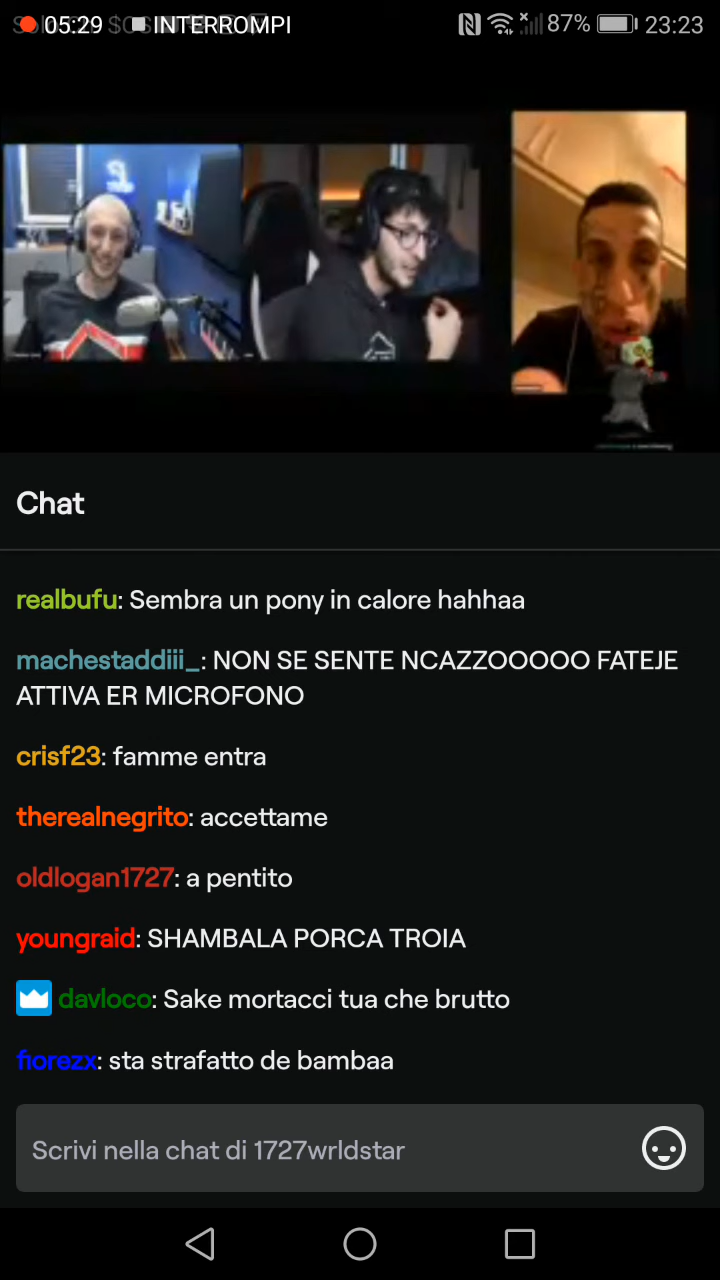 05:29 INTERROMPI 87% 23:23
Chat
realbufu: Sembra un pony in calore hahhaa
machestaddiii_: NON SE SENTE NCAZZOOOOO FATEJE
ATTIVA ER MICROFONO
crisf23: famme entra
therealnegrito: accettame
oldlogan1727: a pentito
youngraid: SHAMBALA PORCA TROIA
davloco: Sake mortacci tua che brutto
fiorezx: sta strafatto de bambaa
Scrivi nella chat di 1727wrldstar